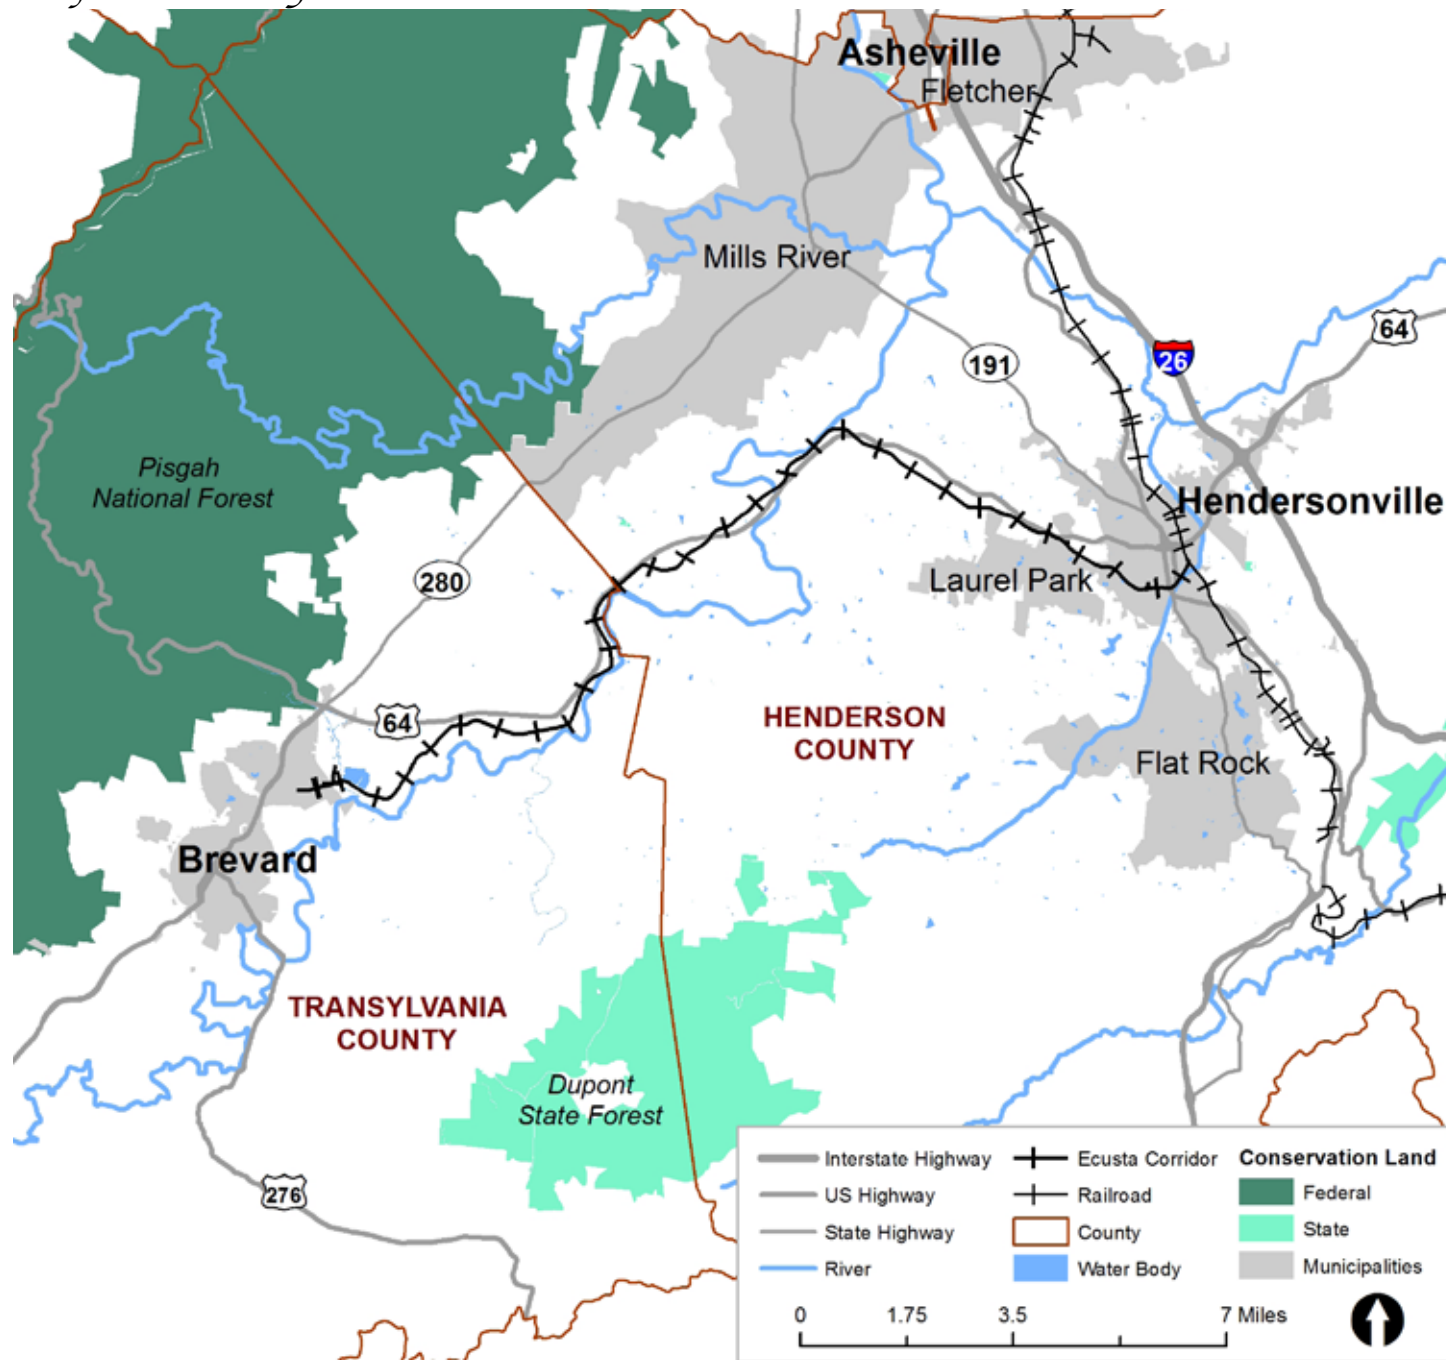 Asheville
Fletcher
Mills River
64
26
191
Pisgah
National Forest
Hendersonville
280
Laurel Park
64
HENDERSON
COUNTY
Flat Rock
Brevard
TRANSYLVANIA
COUNTY
Dupont
State Forest
276
Interstate Highway
US Highway
State Highway
River
Ecusta Corridor
Railroad
County
Water Body
Conservation Land
Federal
State
Municipalities
0 1.75 3.5 7 Miles